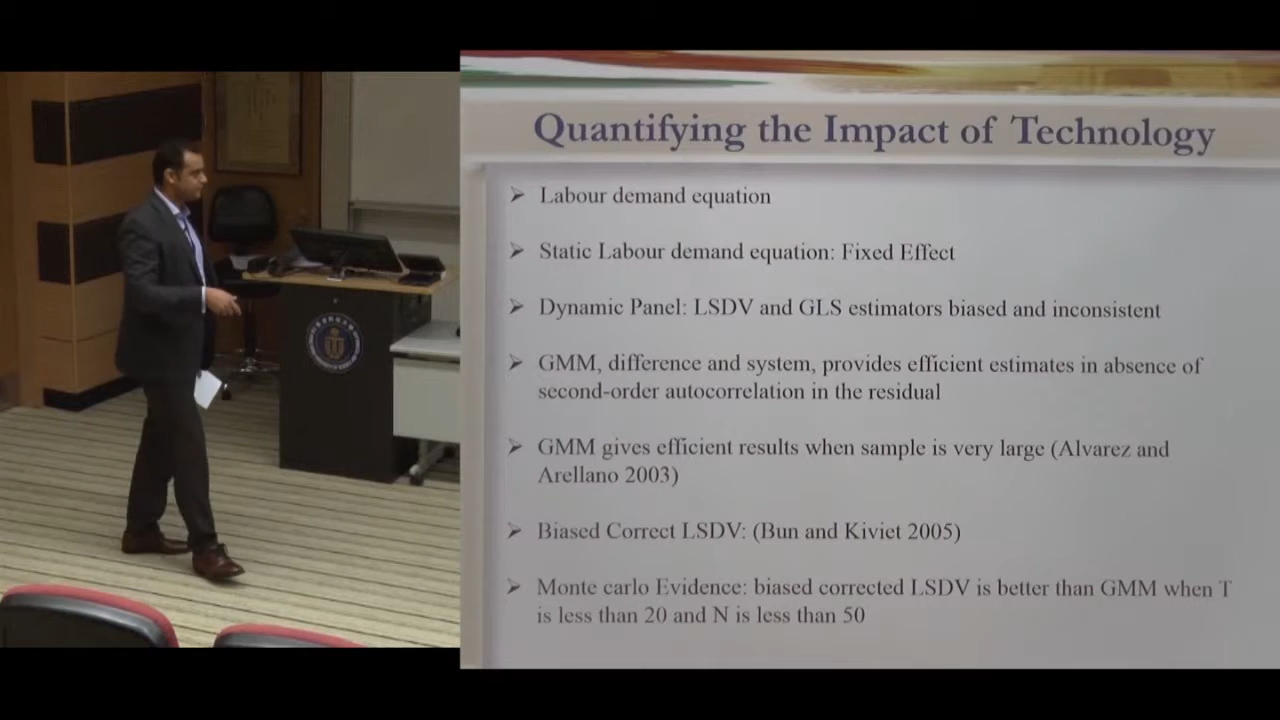 Quantifying the Impact of Technology
➢ Labour demand equation
➢ Static Labour demand equation: Fixed Effect
➢ Dynamic Panel: LSDV and GLS estimators biased and inconsistent
➢ GMM, difference and system, provides efficient estimates in absence of
second-order autocorrelation in the residual
➢ GMM gives efficient results when sample is very large (Alvarez and
Arellano 2003)
➢ Biased Correct LSDV: (Bun and Kiviet 2005)
➢ Monte carlo Evidence: biased corrected LSDV is better than GMM when T
is less than 20 and N is less than 50